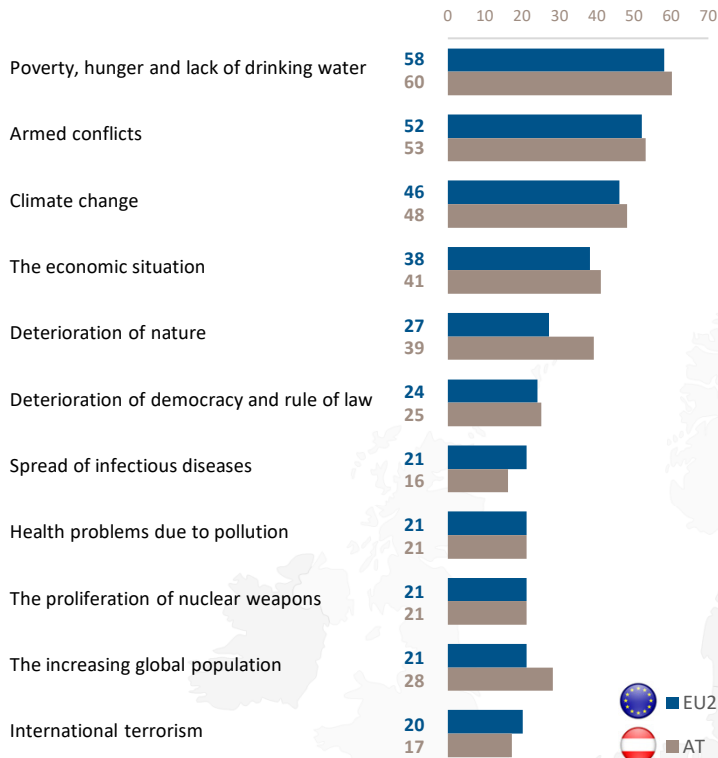 0 10 20 30 40 50 60 70
Poverty, hunger and lack of drinking water
58
60
Armed conflicts
52
53
Climate change
46
48
The economic situation
38
41
Deterioration of nature
27
39
Deterioration of democracy and rule of law
24
25
Spread of infectious diseases
21
16
Health problems due to pollution
21
21
The proliferation of nuclear weapons
21
21
The increasing global population
21
28
International terrorism
20
17
EU2
AT